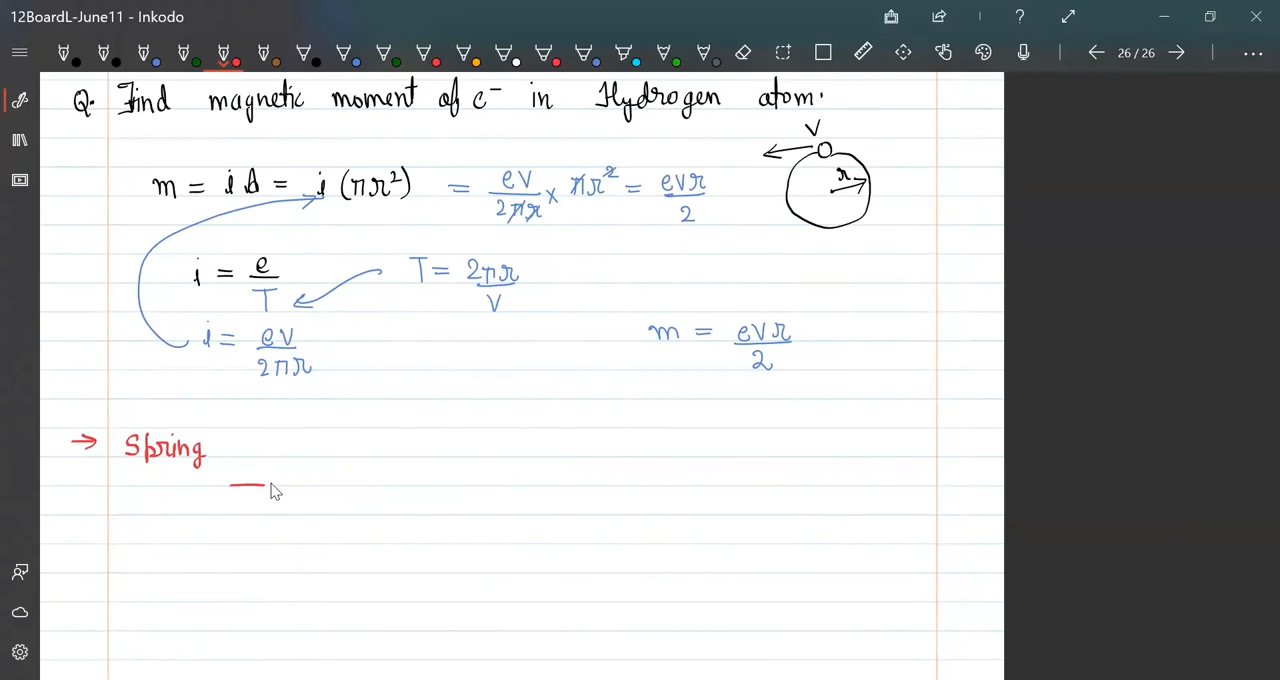 12BoardL-June11 - Inkodo
26 / 26
Q. Find magnetic moment of e⁻ in Hydrogen atom.
V
r
m = i A = i (πr²) = ev/2πr × πr² = evr/2
i = e/T
T = 2πr/V
i = ev/2πr
m = evr/2
→ Spring